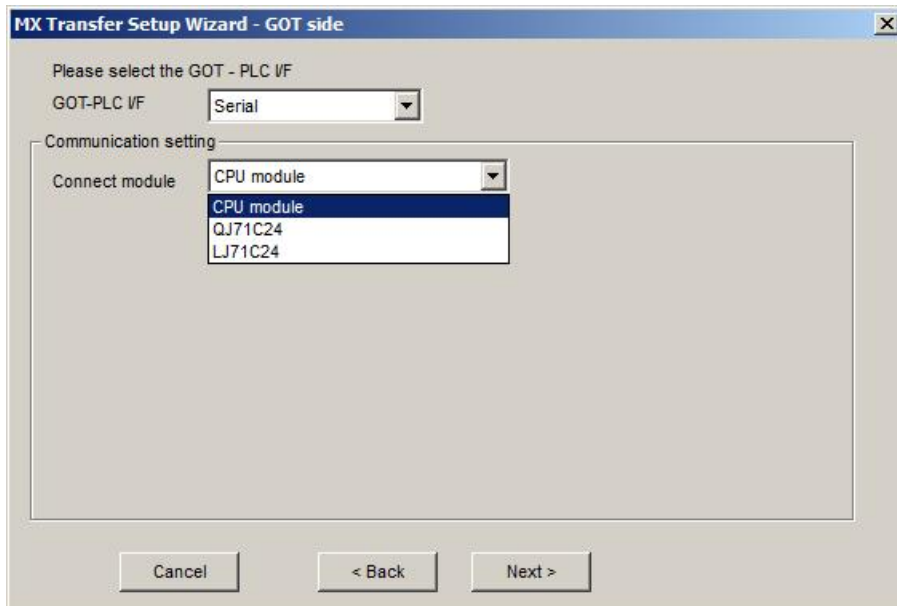 MX Transfer Setup Wizard - GOT side
Please select the GOT - PLC I/F
GOT-PLC I/F Serial
Communication setting
Connect module CPU module
CPU module
QJ71C24
LJ71C24
Cancel < Back Next >